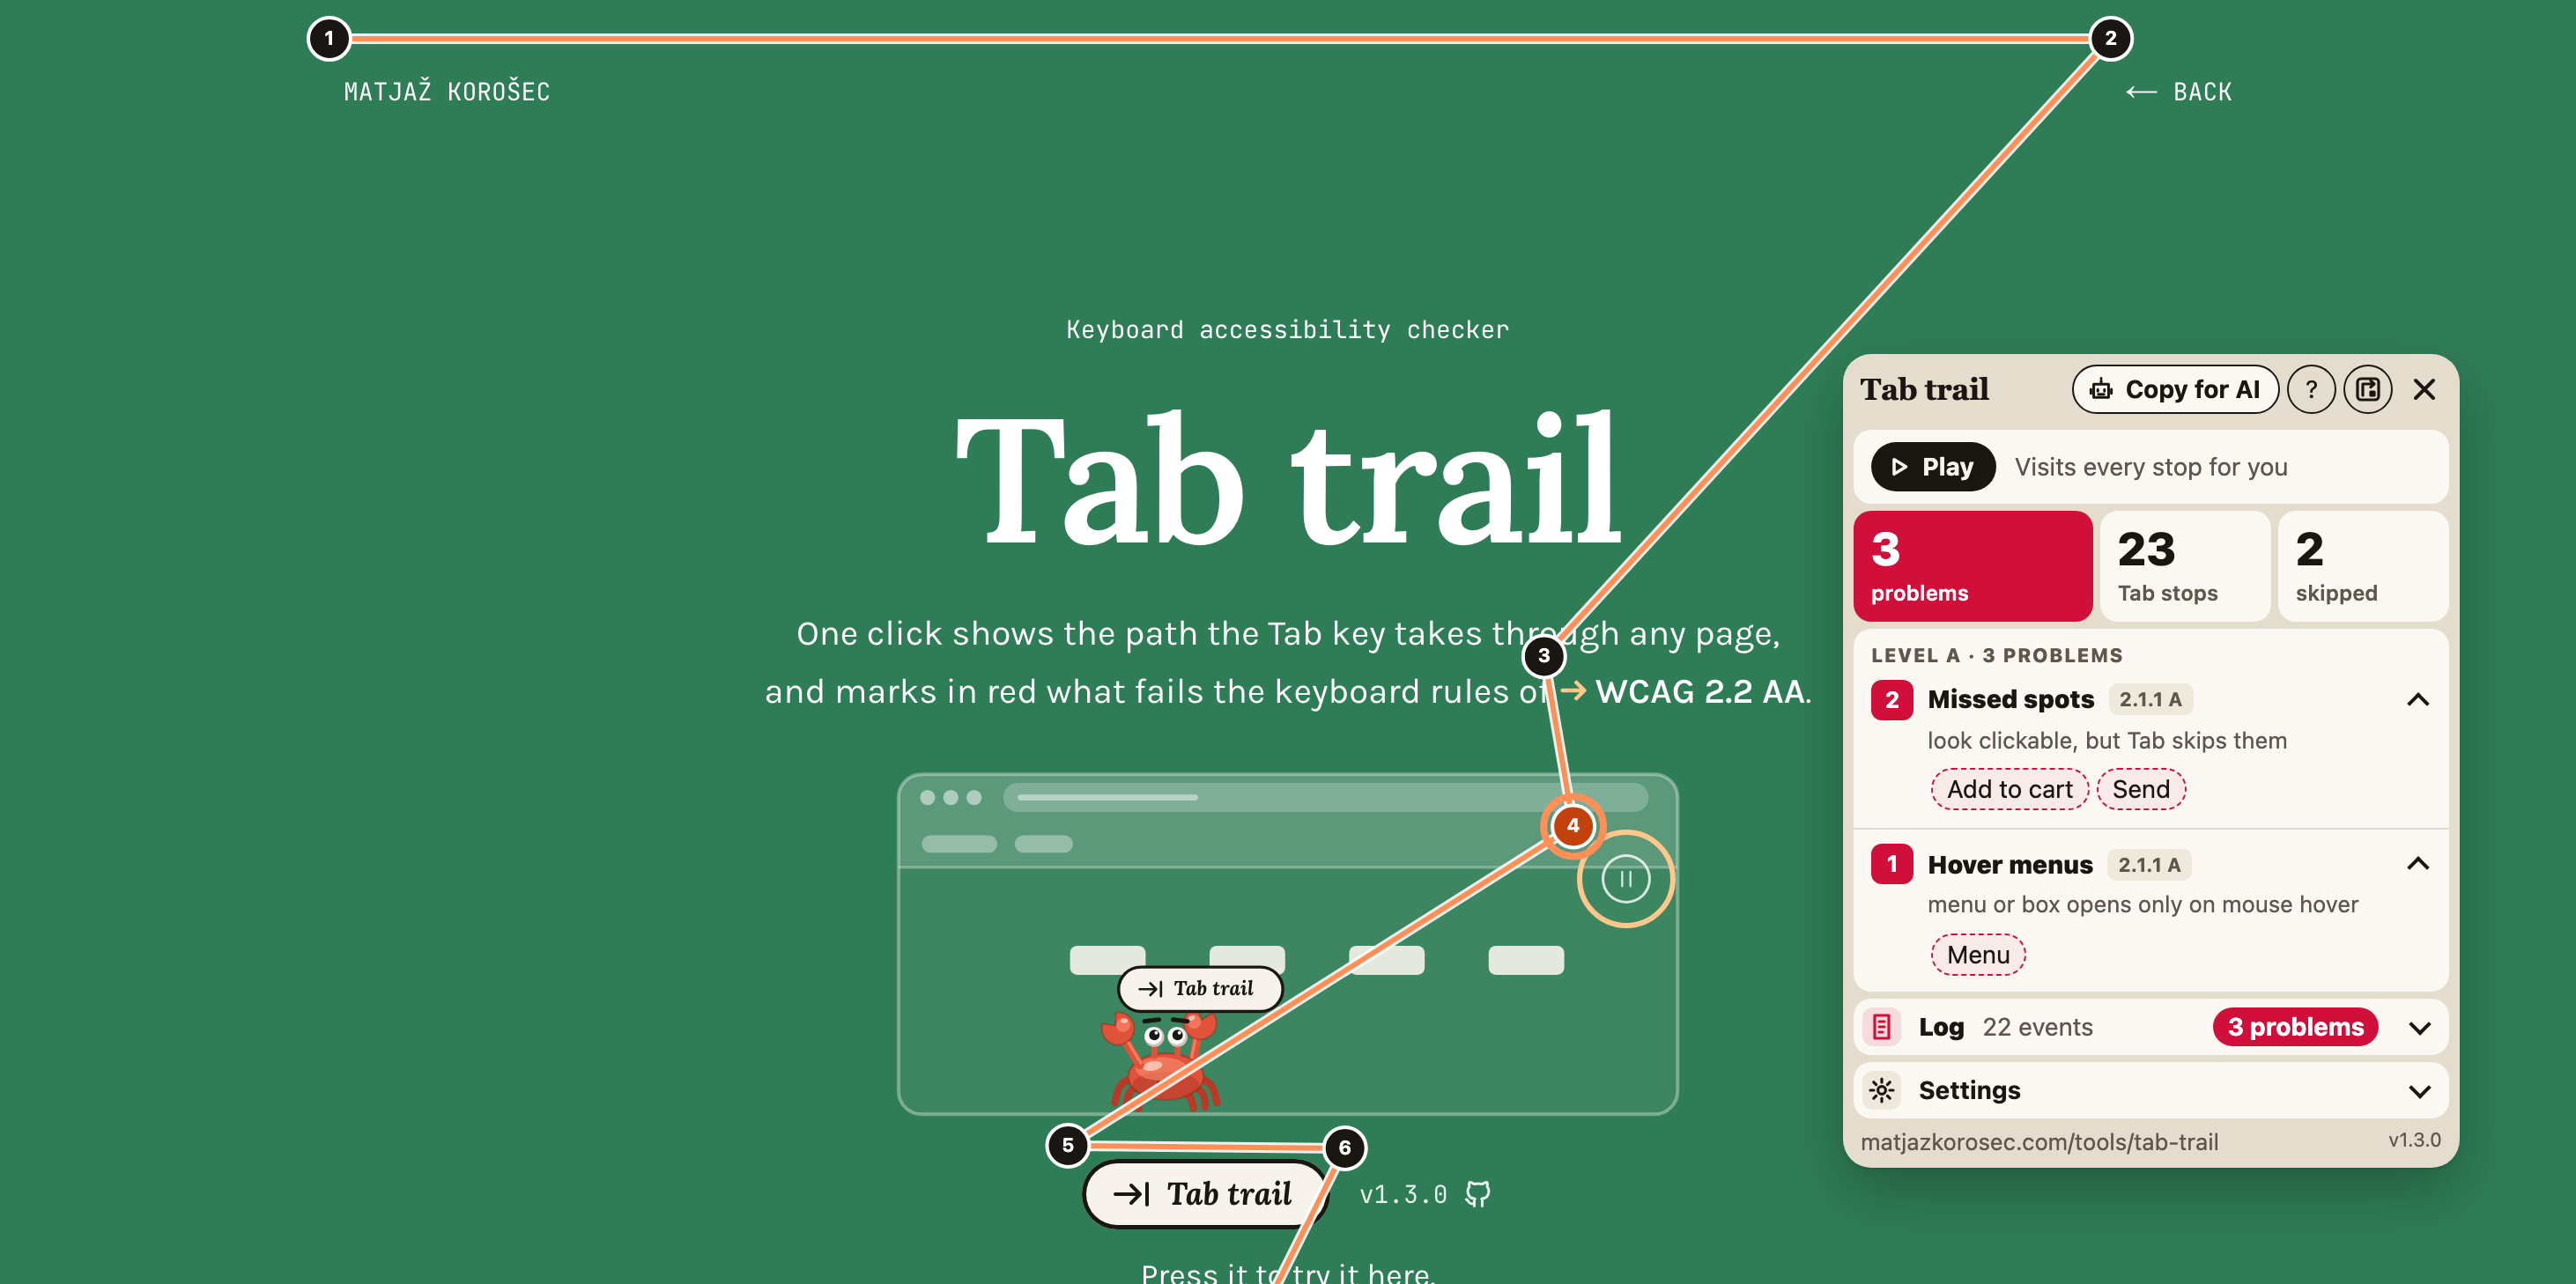 1
2
MATJAŽ KOROŠEC
← BACK
Keyboard accessibility checker
Tab trail
One click shows the path the Tab key takes through any page,
3
and marks in red what fails the keyboard rules of → WCAG 2.2 AA.
4
Tab trail
5
6
Tab trail
v1.3.0
Press it to try it here.
Tab trail
Copy for AI
?
Play
Visits every stop for you
3
problems
23
Tab stops
2
skipped
LEVEL A · 3 PROBLEMS
2 Missed spots 2.1.1 A
look clickable, but Tab skips them
Add to cart Send
1 Hover menus 2.1.1 A
menu or box opens only on mouse hover
Menu
Log 22 events 3 problems
Settings
matjazkorosec.com/tools/tab-trail v1.3.0